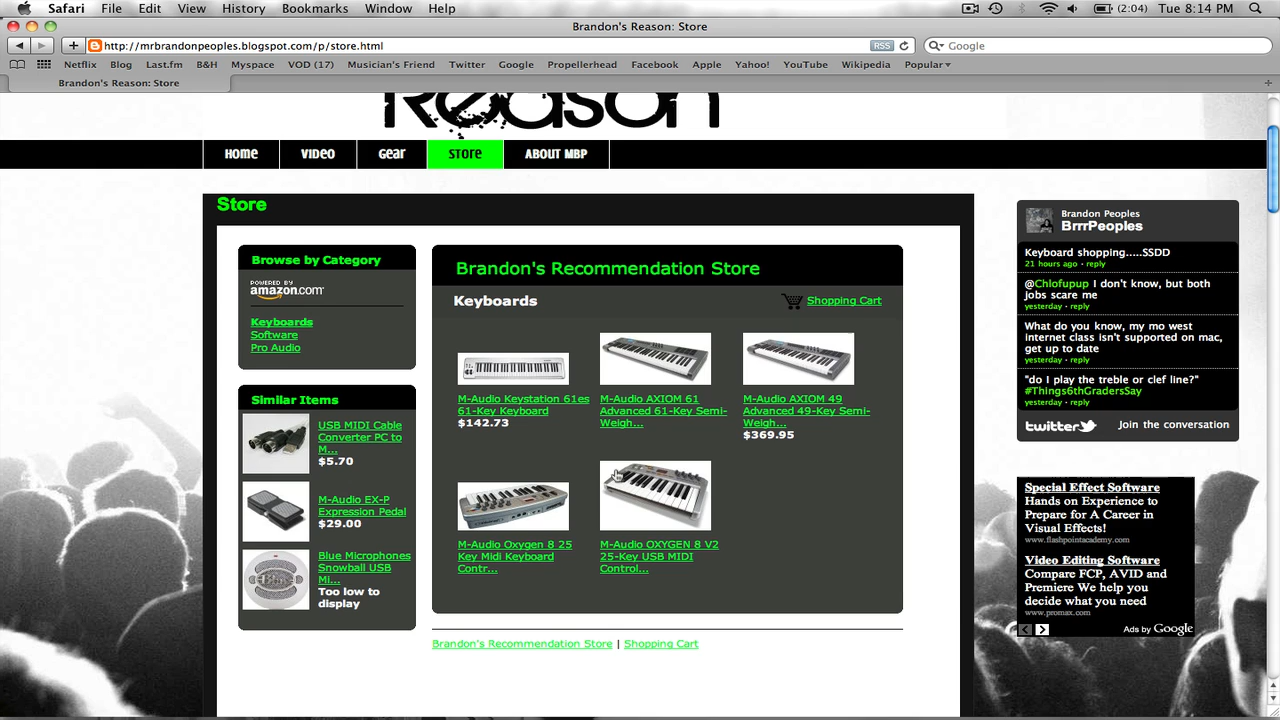 Safari File Edit View History Bookmarks Window Help (2:04) Tue 8:14 PM
Brandon's Reason: Store
http://mrbrandonpeoples.blogspot.com/p/store.html RSS Google
Netflix Blog Last.fm B&H Myspace VOD (17) Musician's Friend Twitter Google Propellerhead Facebook Apple Yahoo! YouTube Wikipedia Popular
Brandon's Reason: Store
Reason
Home Video Gear Store About MBP
Store
Browse by Category
POWERED BY
amazon.com
Keyboards
Software
Pro Audio
Similar Items
USB MIDI Cable
Converter PC to
M...
$5.70
M-Audio EX-P
Expression Pedal
$29.00
Blue Microphones
Snowball USB
Mi...
Too low to
display
Brandon's Recommendation Store
Keyboards
Shopping Cart
M-Audio Keystation 61es
61-Key Keyboard
$142.73
M-Audio AXIOM 61
Advanced 61-Key Semi-
Weigh...
M-Audio AXIOM 49
Advanced 49-Key Semi-
Weigh...
$369.95
M-Audio Oxygen 8 25
Key Midi Keyboard
Contr...
M-Audio OXYGEN 8 V2
25-Key USB MIDI
Control...
Brandon's Recommendation Store | Shopping Cart
Brandon Peoples
BrrrPeoples
Keyboard shopping.....SSDD
21 hours ago · reply
@Chlofupup I don't know, but both
jobs scare me
yesterday · reply
What do you know, my mo west
internet class isn't supported on mac,
get up to date
yesterday · reply
"do I play the treble or clef line?"
#Things6thGradersSay
yesterday · reply
twitter Join the conversation
Special Effect Software
Hands on Experience to
Prepare for A Career in
Visual Effects!
www.flashpointacademy.com
Video Editing Software
Compare FCP, AVID and
Premiere We help you
decide what you need
www.promax.com
Ads by Google